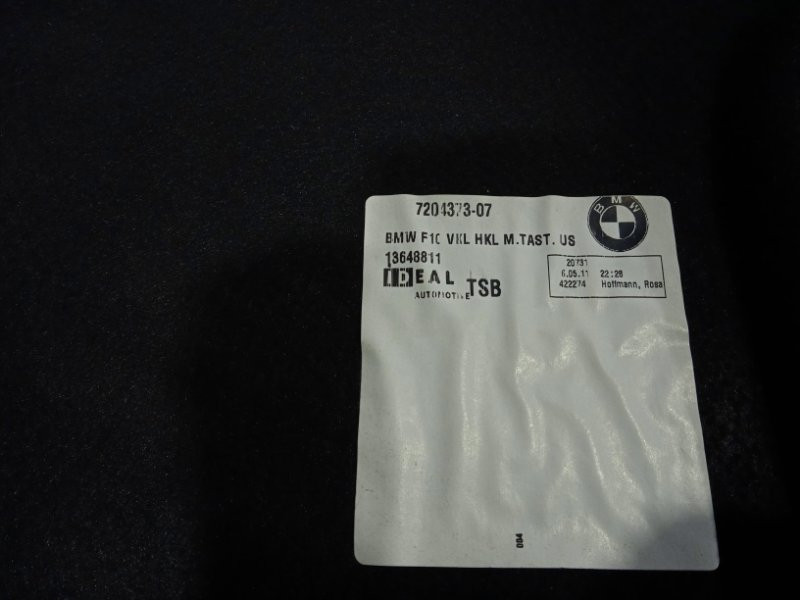 7204373-07
BMW
BMW F10 VKL HKL M.TAST. US
13648811
IDEAL
AUTOMOTIVE TSB
20731
6.05.11 22:28
422274 Hoffmann, Rosa
004